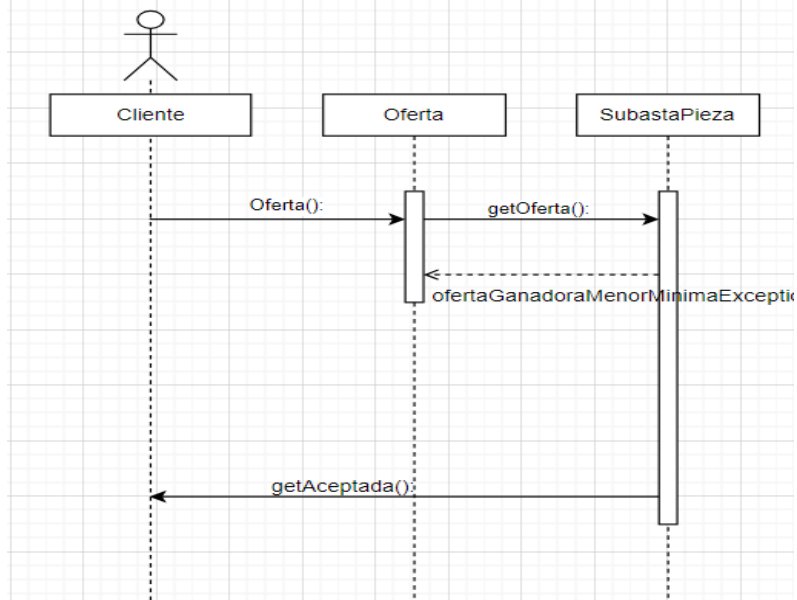 Cliente
Oferta
SubastaPieza
Oferta():
getOferta():
ofertaGanadoraMenorMinimaExceptio
getAceptada():